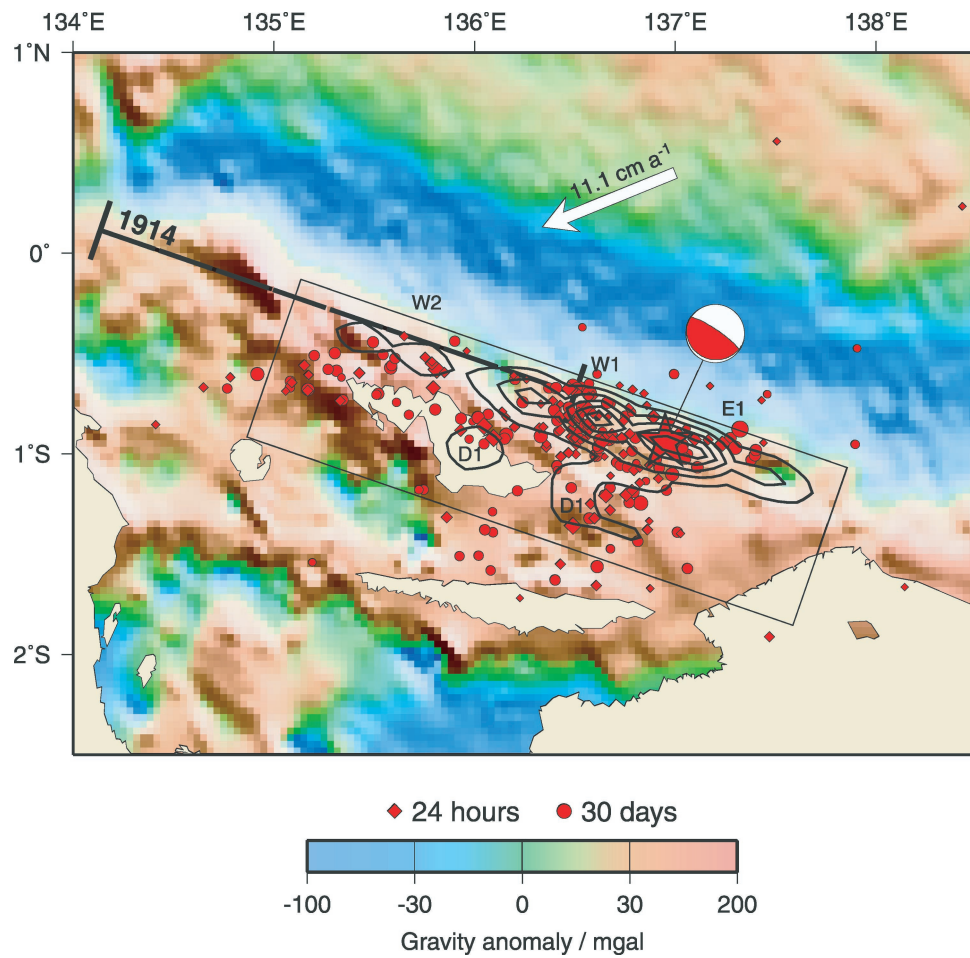 134°E 135°E 136°E 137°E 138°E
1°N
11.1 cm a-1
1914
0°
W2
W1
E1
1°S
D1
D1
2°S
24 hours 30 days
-100 -30 0 30 200
Gravity anomaly / mgal